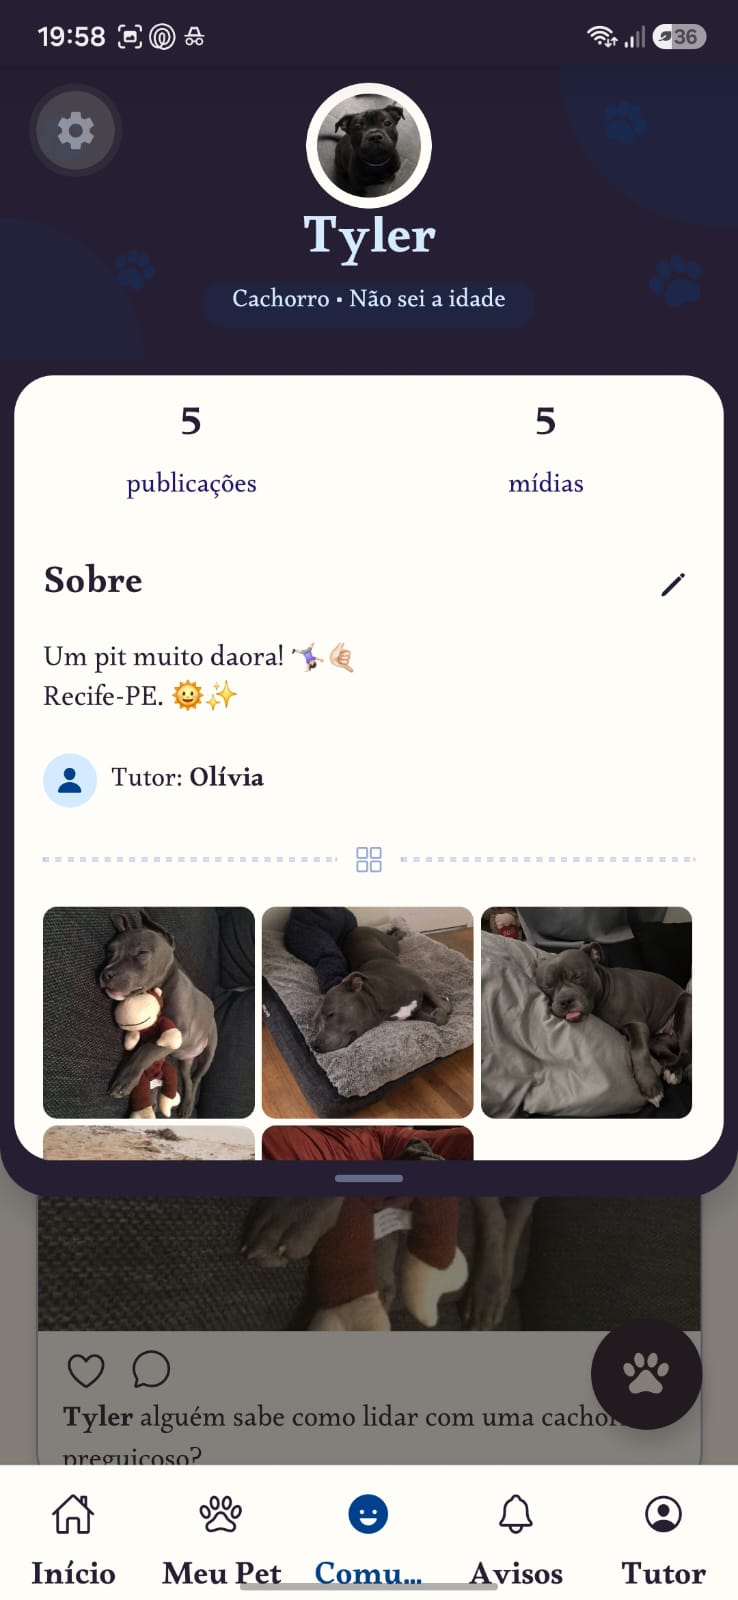 19:58
36
Tyler
Cachorro • Não sei a idade
5
publicações
5
mídias
Sobre
Um pit muito daora! 🤸🏻‍♀️🤙🏻
Recife-PE. 🌞✨
Tutor: Olívia
Tyler alguém sabe como lidar com uma
preguiçoso?
Início
Meu Pet
Comu...
Avisos
Tutor